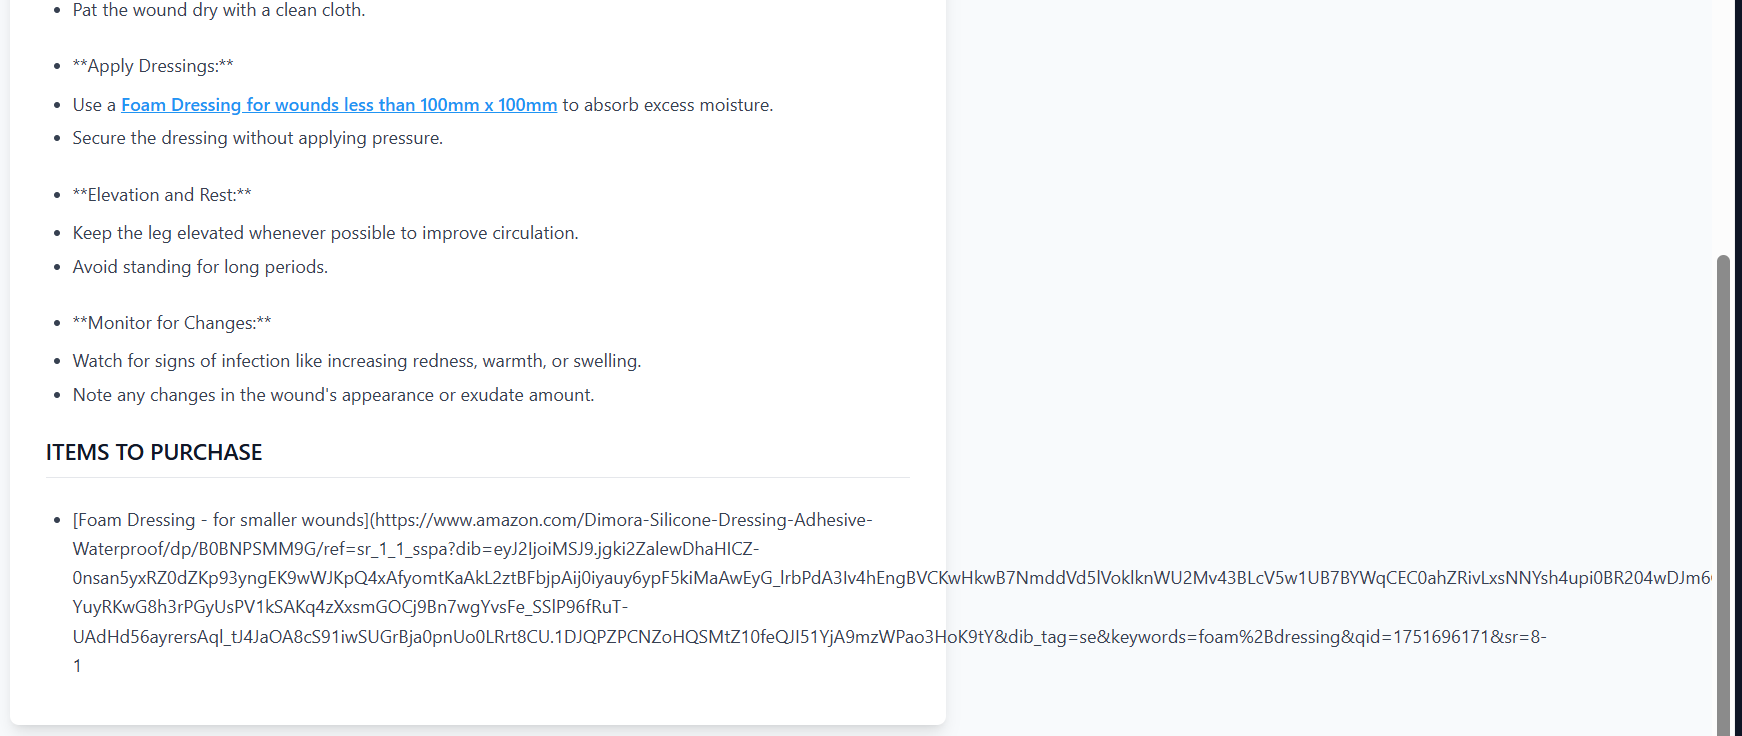 • Pat the wound dry with a clean cloth.
• **Apply Dressings:**
• Use a Foam Dressing for wounds less than 100mm x 100mm to absorb excess moisture.
• Secure the dressing without applying pressure.
• **Elevation and Rest:**
• Keep the leg elevated whenever possible to improve circulation.
• Avoid standing for long periods.
• **Monitor for Changes:**
• Watch for signs of infection like increasing redness, warmth, or swelling.
• Note any changes in the wound's appearance or exudate amount.
ITEMS TO PURCHASE
• [Foam Dressing - for smaller wounds](https://www.amazon.com/Dimora-Silicone-Dressing-Adhesive-
Waterproof/dp/B0BNPSMM9G/ref=sr_1_1_sspa?dib=eyJ2IjoiMSJ9.jgki2ZalewDhaHICZ-
0nsan5yxRZ0dZKp93yngEK9wWJKpQ4xAfyomtKaAkL2ztBFbjpAij0iyauy6ypF5kiMaAwEyG_lrbPdA3Iv4hEngBVCKwHkwB7NmddVd5lVoklknWU2Mv43BLcV5w1UB7BYWqCEC0ahZRivLxsNNYsh4upi0BR204wDJm6
YuyRKwG8h3rPGyUsPV1kSAKq4zXxsmGOCj9Bn7wgYvsFe_SSlP96fRuT-
UAdHd56ayrersAql_tJ4JaOA8cS91iwSUGrBja0pnUo0LRrt8CU.1DJQPZPCNZoHQSMtZ10feQJI51YjA9mzWPao3HoK9tY&dib_tag=se&keywords=foam%2Bdressing&qid=1751696171&sr=8-
1